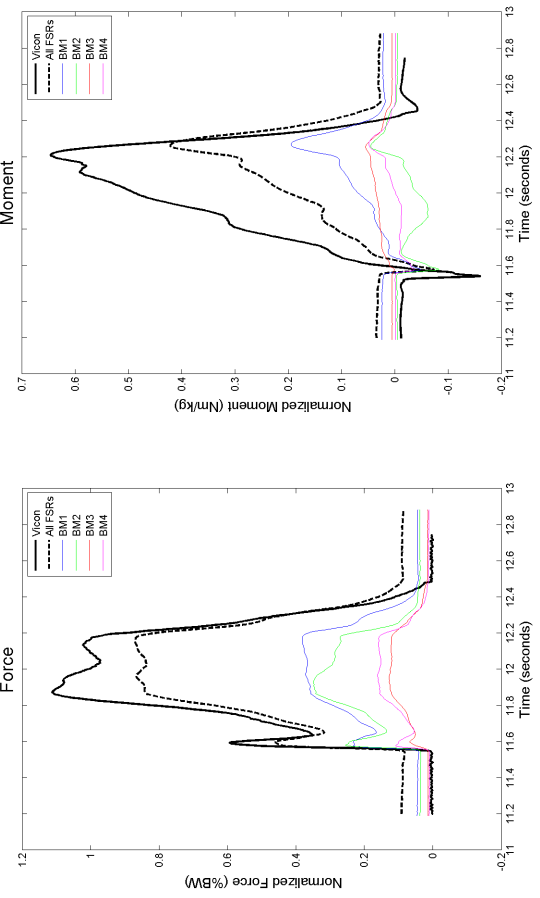 Moment
Normalized Moment (Nm/kg)
0.7
0.6
0.5
0.4
0.3
0.2
0.1
0
-0.1
-0.2
11
11.2
11.4
11.6
11.8
12
12.2
12.4
12.6
12.8
13
Time (seconds)
Vicon
All FSRs
BM1
BM2
BM3
BM4
Force
Normalized Force (%BW)
1.2
1
0.8
0.6
0.4
0.2
0
-0.2
11
11.2
11.4
11.6
11.8
12
12.2
12.4
12.6
12.8
13
Time (seconds)
Vicon
All FSRs
BM1
BM2
BM3
BM4